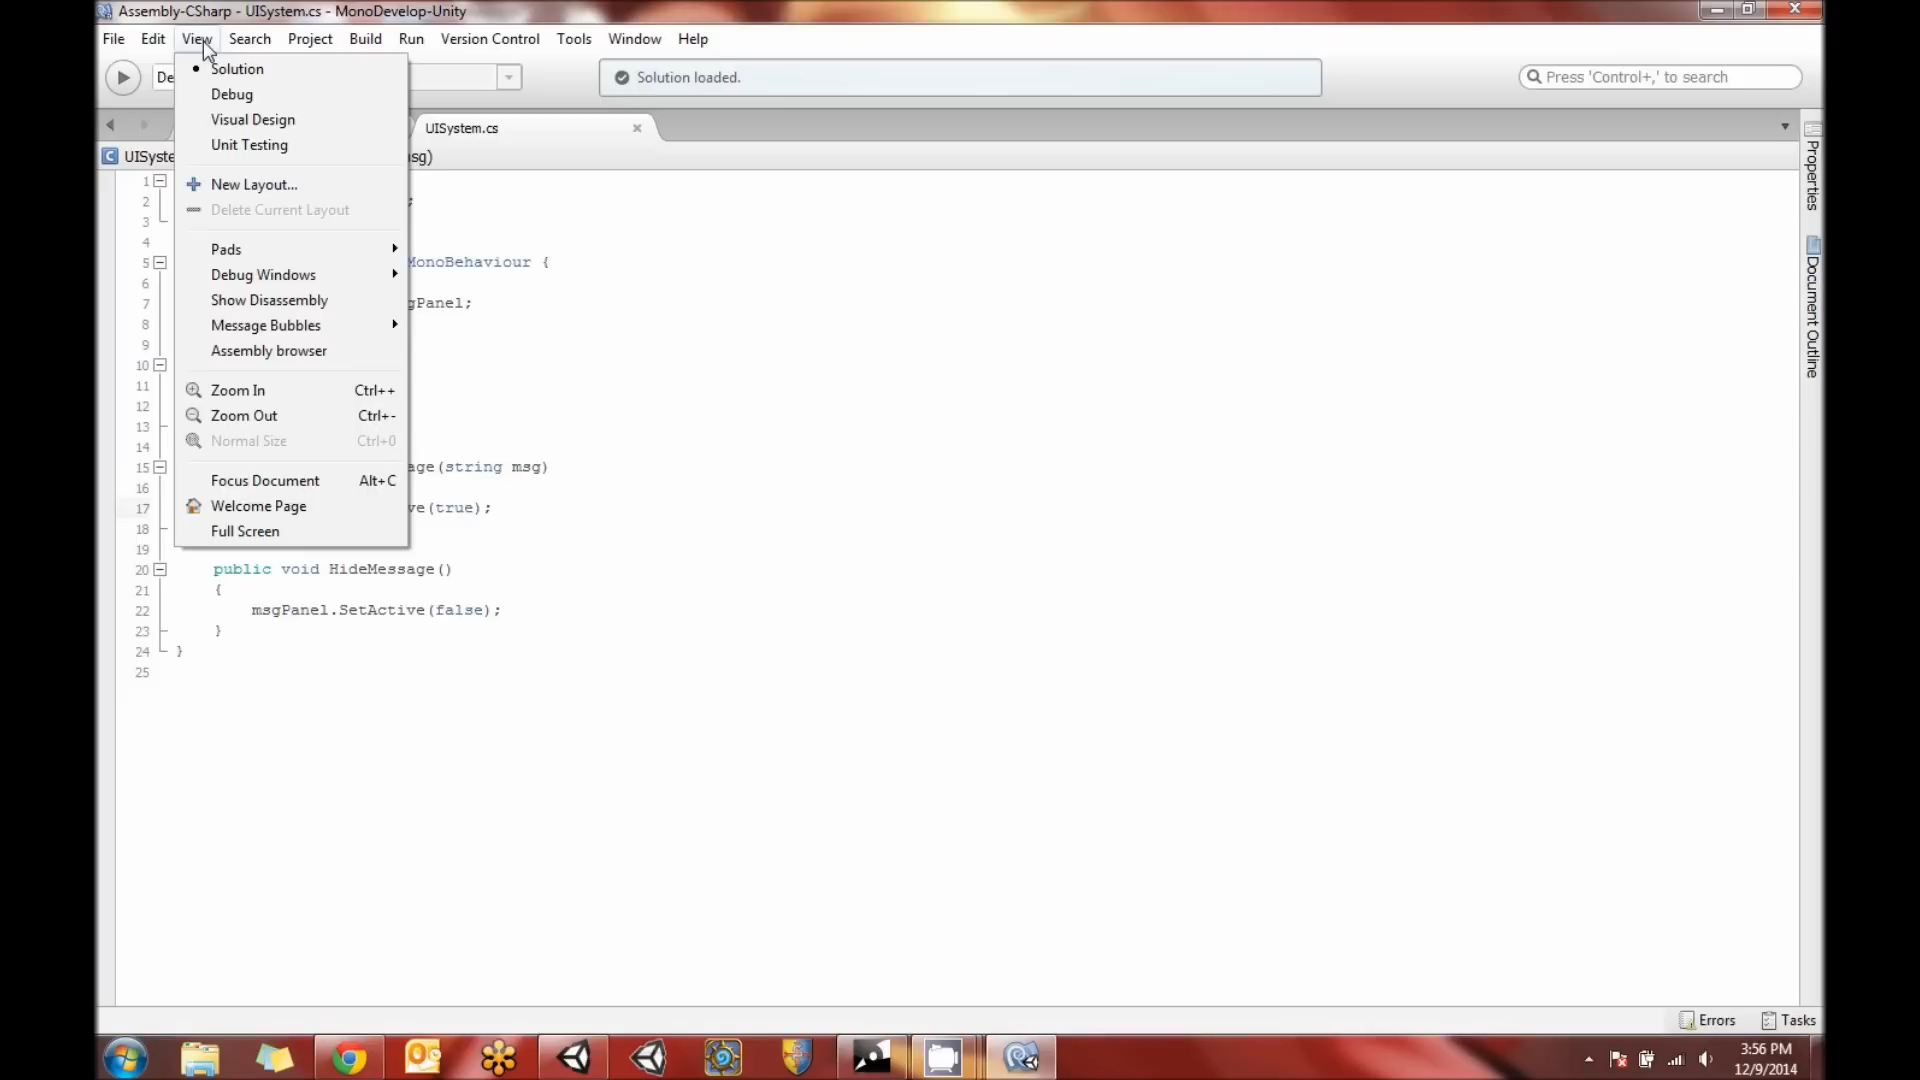 Assembly-CSharp - UISystem.cs - MonoDevelop-Unity
File Edit View Search Project Build Run Version Control Tools Window Help
De
Solution loaded.
Press 'Control+,' to search
Solution
Debug
Visual Design
Unit Testing
New Layout...
Delete Current Layout
Pads
Debug Windows
Show Disassembly
Message Bubbles
Assembly browser
Zoom In Ctrl++
Zoom Out Ctrl+-
Normal Size Ctrl+0
Focus Document Alt+C
Welcome Page
Full Screen
UISystem.cs
UISyste sg)
1
2 ;
3
4
5 MonoBehaviour {
6
7 gPanel;
8
9
10
11
12
13
14
15 age(string msg)
16
17 ve(true);
18
19
20 public void HideMessage()
21 {
22 msgPanel.SetActive(false);
23 }
24 }
25
Properties
Document Outline
Errors Tasks
3:56 PM
12/9/2014